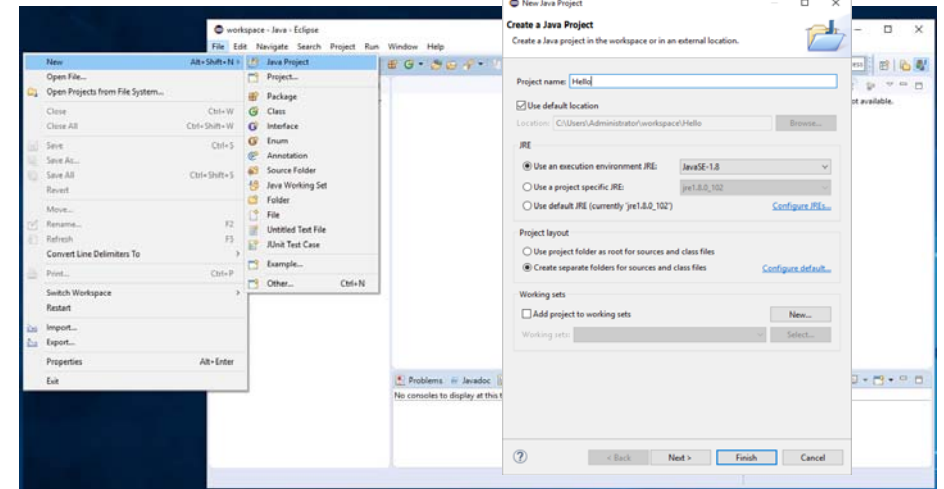 workspace - Java - Eclipse
File Edit Navigate Search Project Run Window Help
New Alt+Shift+N >
Open File...
Open Projects from File System...
Close Ctrl+W
Close All Ctrl+Shift+W
Save Ctrl+S
Save As...
Save All Ctrl+Shift+S
Revert
Move...
Rename... F2
Refresh F5
Convert Line Delimiters To >
Print... Ctrl+P
Switch Workspace >
Restart
Import...
Export...
Properties Alt+Enter
Exit
Java Project
Project...
Package
Class
Interface
Enum
Annotation
Source Folder
Java Working Set
Folder
File
Untitled Text File
JUnit Test Case
Example...
Other... Ctrl+N
Problems Javadoc
No consoles to display at this t
ot available.
New Java Project
Create a Java Project
Create a Java project in the workspace or in an external location.
Project name: Hello
Use default location
Location: C:\Users\Administrator\workspace\Hello Browse...
JRE
Use an execution environment JRE: JavaSE-1.8
Use a project specific JRE: jre1.8.0_102
Use default JRE (currently 'jre1.8.0_102') Configure JREs...
Project layout
Use project folder as root for sources and class files
Create separate folders for sources and class files Configure default...
Working sets
Add project to working sets New...
Working sets: Select...
< Back Next > Finish Cancel